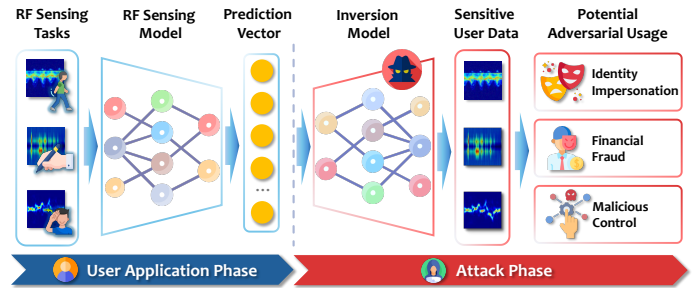 RF Sensing
Tasks
RF Sensing
Model
Prediction
Vector
Inversion
Model
Sensitive
User Data
Potential
Adversarial Usage
...
Identity
Impersonation
Financial
Fraud
Malicious
Control
User Application Phase
Attack Phase